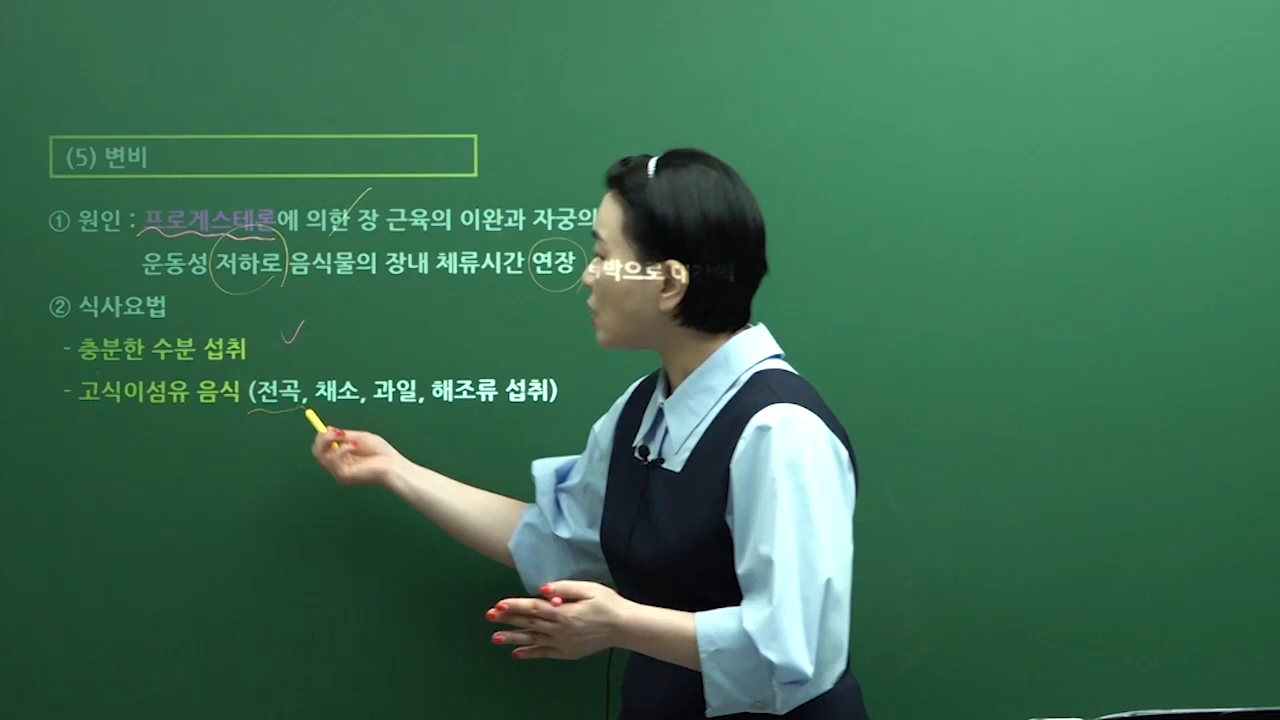 (5) 변비
① 원인 : 프로게스테론에 의한 장 근육의 이완과 자궁의
운동성 저하로 음식물의 장내 체류시간 연장
② 식사요법
- 충분한 수분 섭취
- 고식이섬유 음식 (전곡, 채소, 과일, 해조류 섭취)